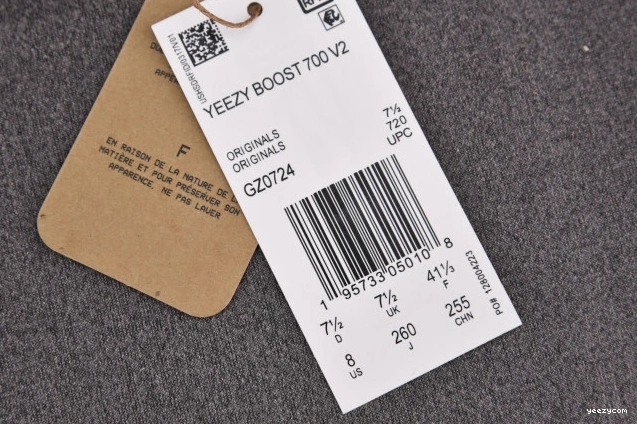 APPÊ
F
EN RAISON DE LA NATURE DE L
MATIÈRE ET POUR PRÉSERVER SON
APPARENCE, NE PAS LAVER
YEEZY BOOST 700 V2
ORIGINALS
ORIGINALS
7½
720
UPC
GZ0724
1 95733 05010 8
7½
D
7½
UK
41⅓
F
8
US
260
J
255
CHN
PO# 128004223
yeezycom